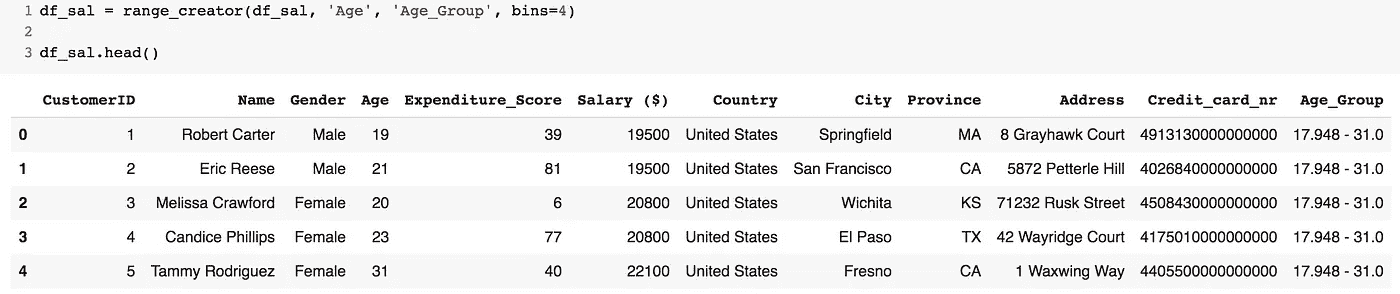 1 df_sal = range_creator(df_sal, 'Age', 'Age_Group', bins=4)
2
3 df_sal.head()
CustomerID Name Gender Age Expenditure_Score Salary ($) Country City Province Address Credit_card_nr Age_Group
0 1 Robert Carter Male 19 39 19500 United States Springfield MA 8 Grayhawk Court 4913130000000000 17.948 - 31.0
1 2 Eric Reese Male 21 81 19500 United States San Francisco CA 5872 Petterle Hill 4026840000000000 17.948 - 31.0
2 3 Melissa Crawford Female 20 6 20800 United States Wichita KS 71232 Rusk Street 4508430000000000 17.948 - 31.0
3 4 Candice Phillips Female 23 77 20800 United States El Paso TX 42 Wayridge Court 4175010000000000 17.948 - 31.0
4 5 Tammy Rodriguez Female 31 40 22100 United States Fresno CA 1 Waxwing Way 4405500000000000 17.948 - 31.0